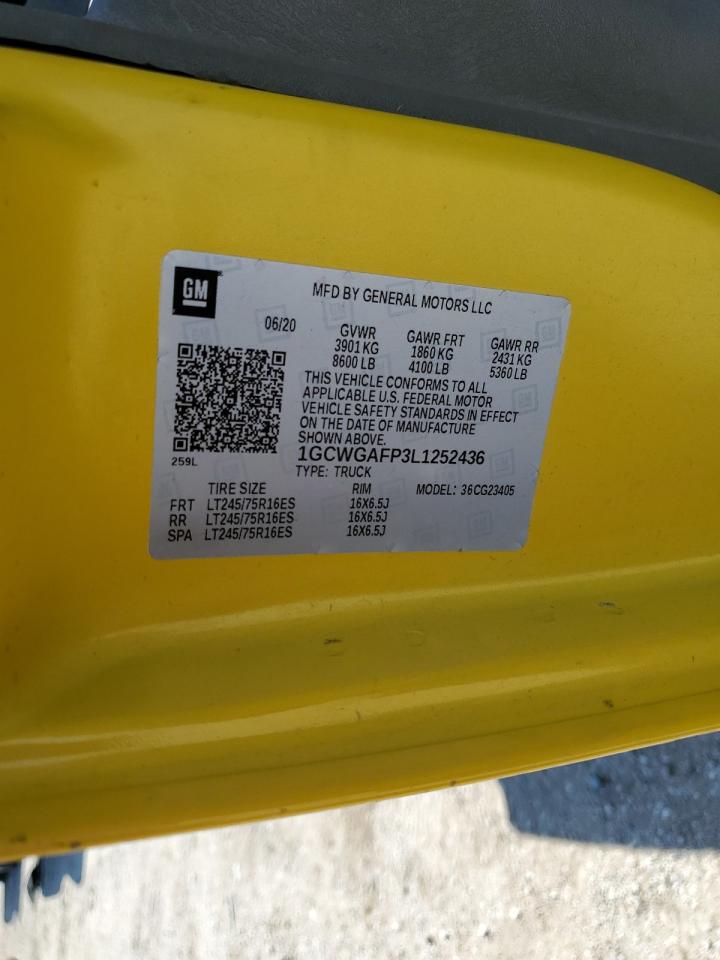 GM
MFD BY GENERAL MOTORS LLC
06/20 GVWR GAWR FRT GAWR RR
3901 KG 1860 KG 2431 KG
8600 LB 4100 LB 5360 LB
THIS VEHICLE CONFORMS TO ALL
APPLICABLE U.S. FEDERAL MOTOR
VEHICLE SAFETY STANDARDS IN EFFECT
ON THE DATE OF MANUFACTURE
SHOWN ABOVE.
259L
1GCWGAFP3L1252436
TYPE: TRUCK
TIRE SIZE RIM MODEL: 36CG23405
FRT LT245/75R16ES 16X6.5J
RR LT245/75R16ES 16X6.5J
SPA LT245/75R16ES 16X6.5J